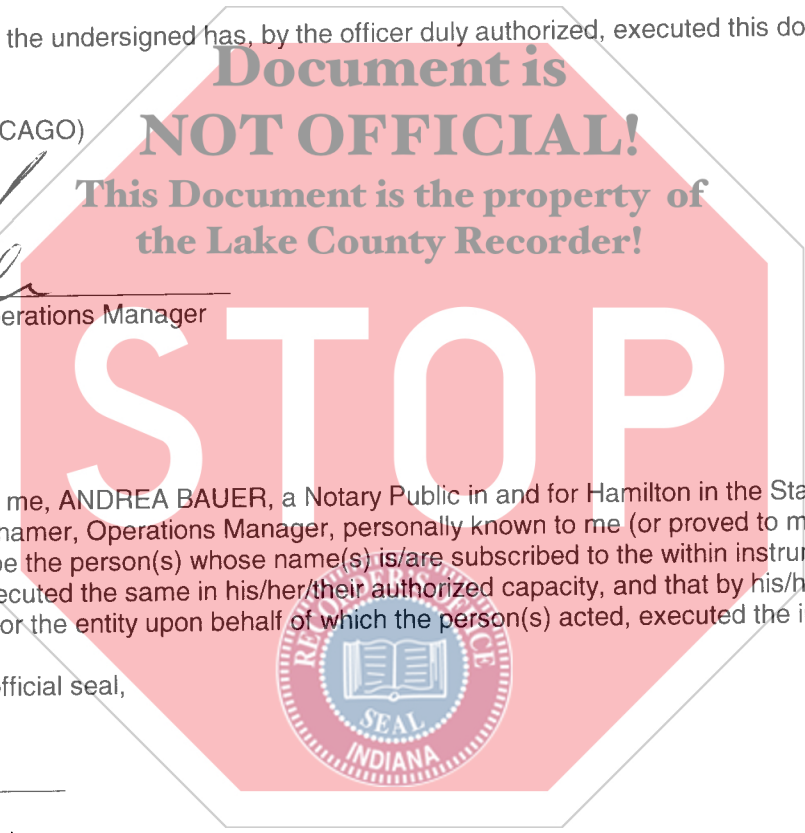 the undersigned has, by the officer duly authorized, executed this do
Document is
CAGO)
NOT OFFICIAL!
This Document is the property of
the Lake County Recorder!
erations Manager
STOP
me, ANDREA BAUER, a Notary Public in and for Hamilton in the Sta
namer, Operations Manager, personally known to me (or proved to m
be the person(s) whose name(s) is/are subscribed to the within instru
ecuted the same in his/her/their authorized capacity, and that by his/h
or the entity upon behalf of which the person(s) acted, executed the i
RECORDER'S OFFICE
fficial seal,
SEAL
INDIANA